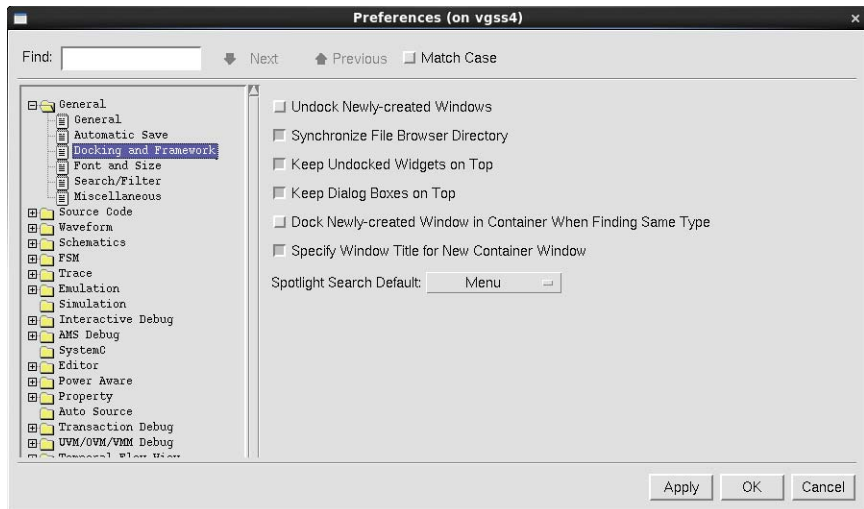 Preferences (on vgss4)
Find:
Next
Previous
Match Case
General
General
Automatic Save
Docking and Framework
Font and Size
Search/Filter
Miscellaneous
Source Code
Waveform
Schematics
FSM
Trace
Emulation
Simulation
Interactive Debug
AMS Debug
SystemC
Editor
Power Aware
Property
Auto Source
Transaction Debug
UVM/OVM/VMM Debug
Temporal Flow View
Undock Newly-created Windows
Synchronize File Browser Directory
Keep Undocked Widgets on Top
Keep Dialog Boxes on Top
Dock Newly-created Window in Container When Finding Same Type
Specify Window Title for New Container Window
Spotlight Search Default: Menu
Apply
OK
Cancel